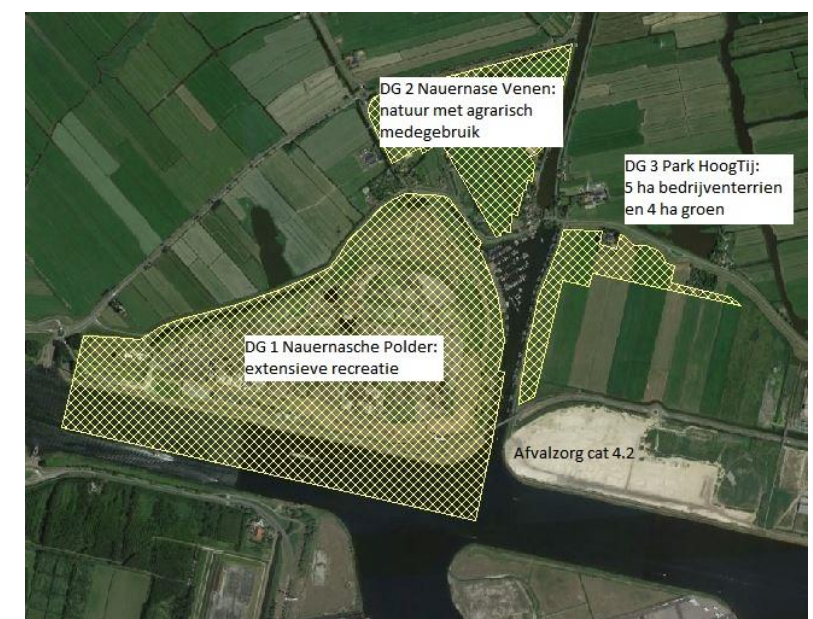 DG 2 Nauernase Venen:
natuur met agrarisch
medegebruik
DG 3 Park HoogTij:
5 ha bedrijventerrien
en 4 ha groen
DG 1 Nauernasche Polder:
extensieve recreatie
Afvalzorg cat 4.2